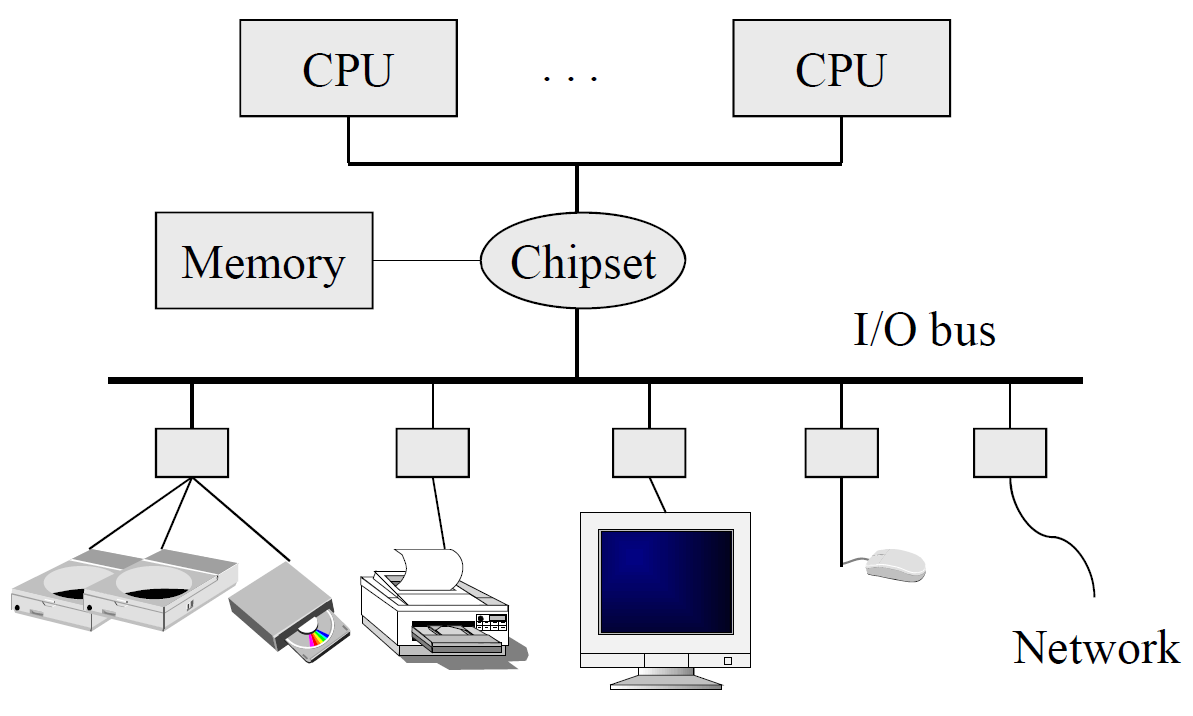 CPU
. . .
CPU
Memory
Chipset
I/O bus
Network